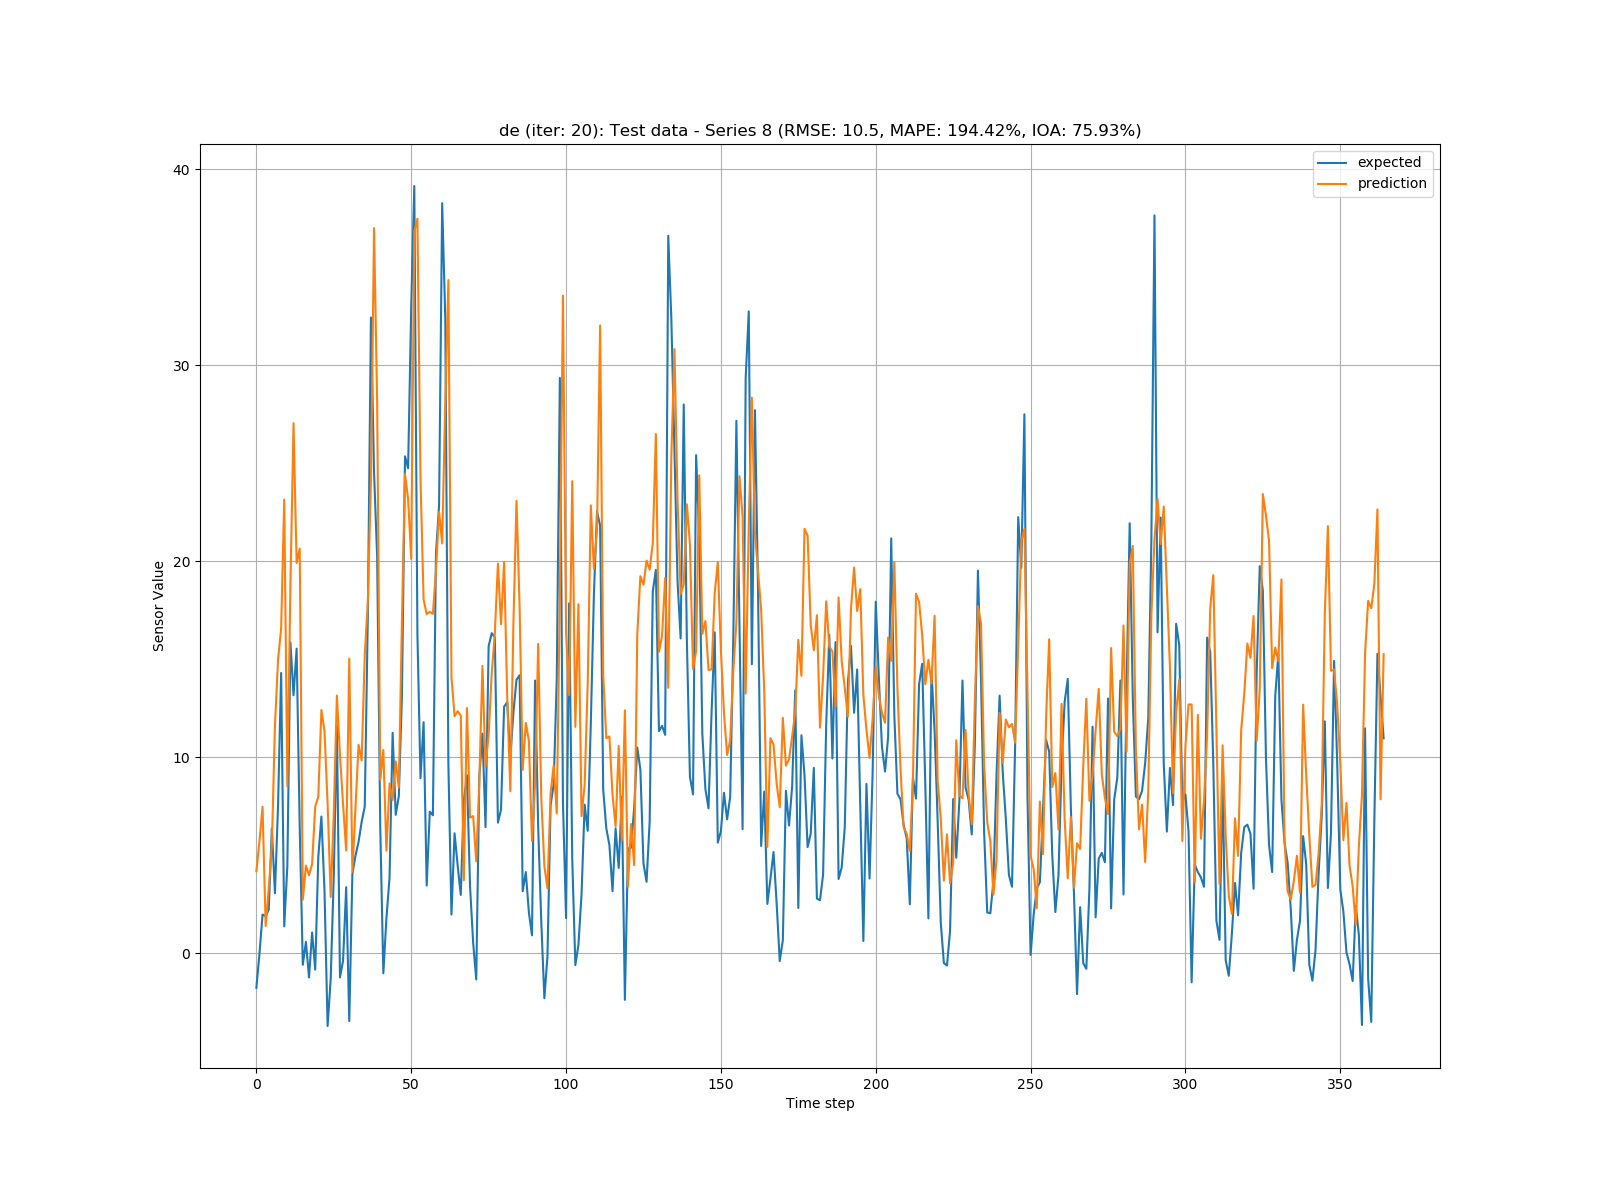 de (iter: 20): Test data - Series 8 (RMSE: 10.5, MAPE: 194.42%, IOA: 75.93%)
expected
prediction
40
30
20
10
0
Sensor Value
0 50 100 150 200 250 300 350
Time step